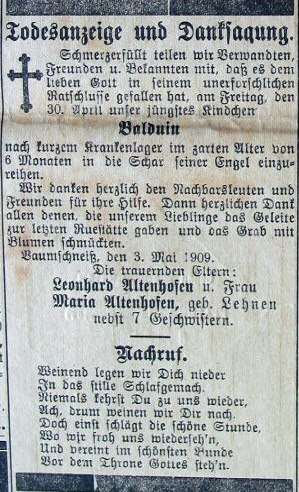 Todesanzeige und Danksagung.
Schmerzerfüllt teilen wir Verwandten,
Freunden u. Bekannten mit, daß es dem
lieben Gott in seinem unerforschlichen
Ratschlusse gefallen hat, am Freitag, den
30. April unser jüngstes Kindchen
Balduin
nach kurzem Krankenlager im zarten Alter von
6 Monaten in die Schar seiner Engel einzu-
reihen.
Wir danken herzlich den Nachbarsleuten und
Freunden für ihre Hilfe. Dann herzlichen Dank
allen denen, die unserem Lieblinge das Geleite
zur letzten Ruestätte gaben und das Grab mit
Blumen schmückten.
Baumschneiß, den 3. Mai 1909.
Die trauernden Eltern:
Leonhard Altenhofen u. Frau
Maria Altenhofen, geb. Lehnen
nebst 7 Geschwistern.
Nachruf.
Weinend legen wir Dich nieder
In das stille Schlafgemach.
Niemals kehrst Du zu uns wieder,
Ach, drum weinen wir Dir nach.
Doch einst schlägt die schöne Stunde,
Wo wir froh uns wiederseh'n,
Und vereint im schönsten Bunde
Vor dem Throne Gottes steh'n.